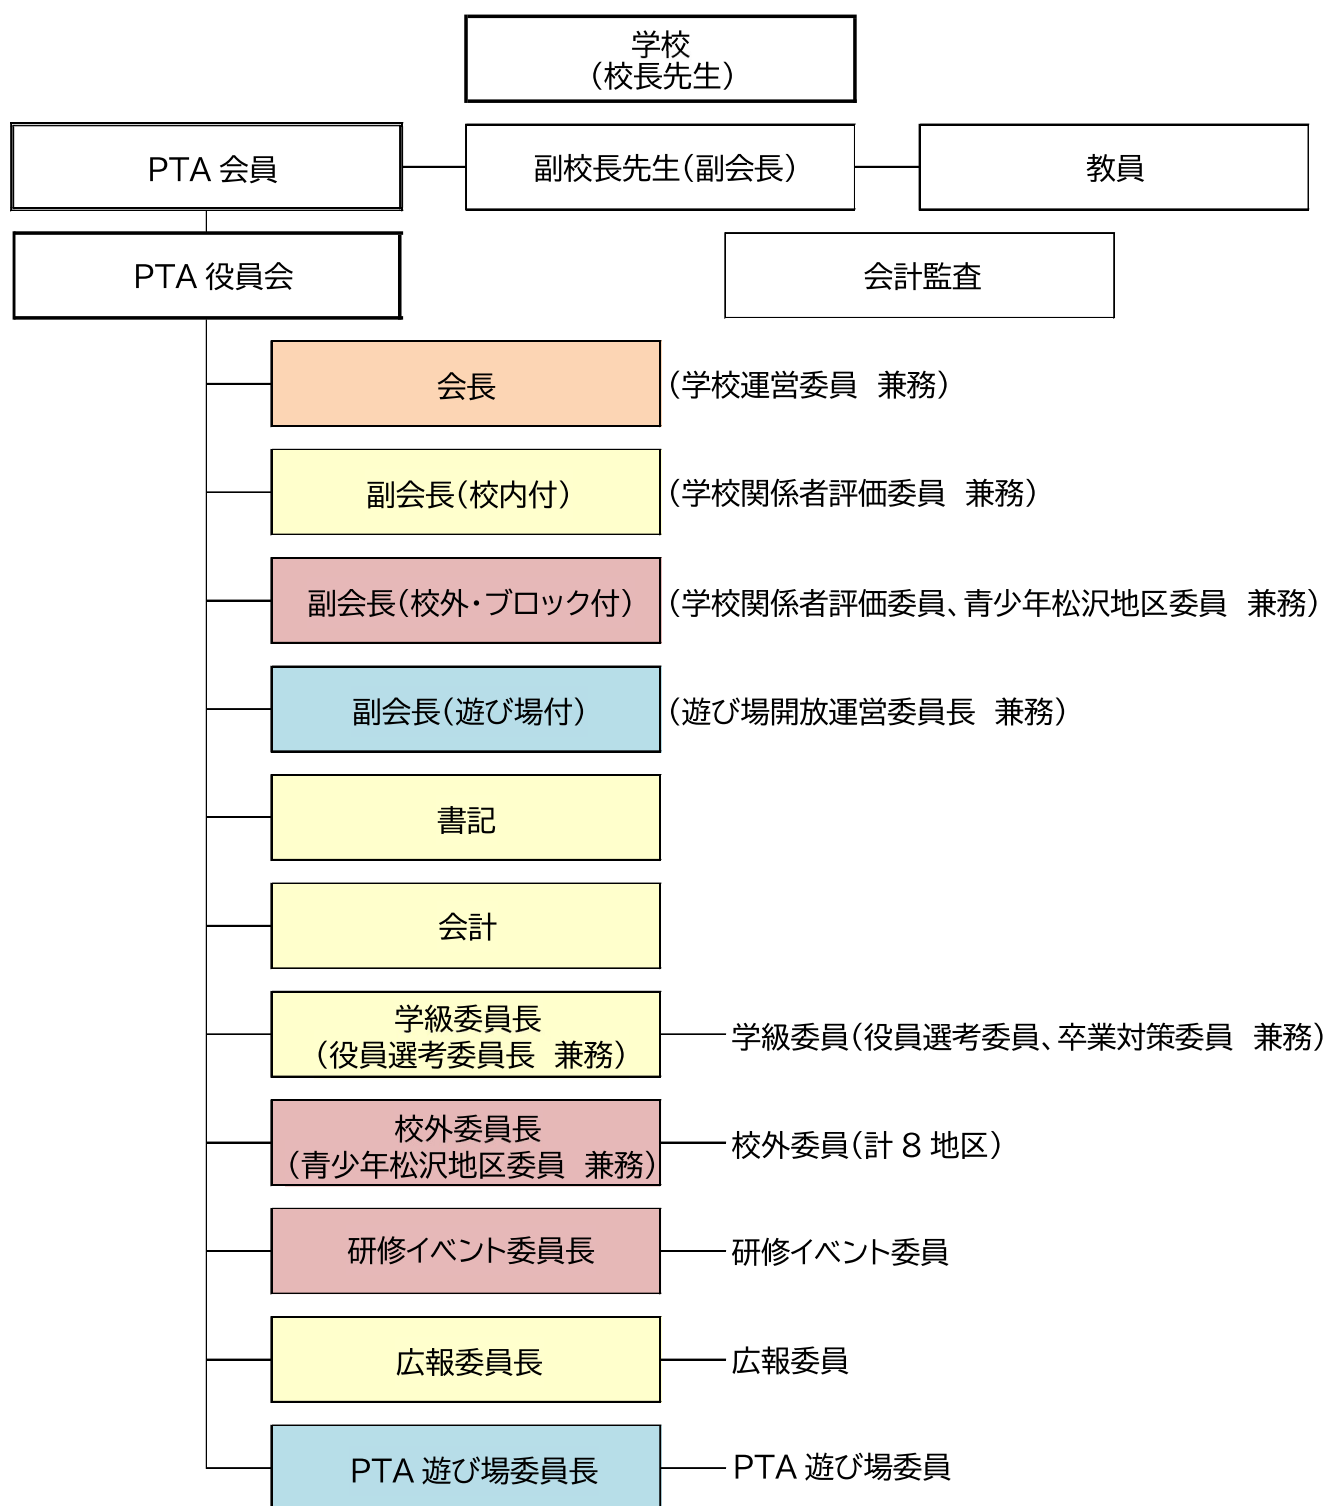 学校
（校長先生）
PTA 会員
副校長先生（副会長）
教員
PTA 役員会
会計監査
会長
（学校運営委員　兼務）
副会長（校内付）
（学校関係者評価委員　兼務）
副会長（校外・ブロック付）
（学校関係者評価委員、青少年松沢地区委員　兼務）
副会長（遊び場付）
（遊び場開放運営委員長　兼務）
書記
会計
学級委員長
（役員選考委員長　兼務）
学級委員（役員選考委員、卒業対策委員　兼務）
校外委員長
（青少年松沢地区委員　兼務）
校外委員（計 8 地区）
研修イベント委員長
研修イベント委員
広報委員長
広報委員
PTA 遊び場委員長
PTA 遊び場委員